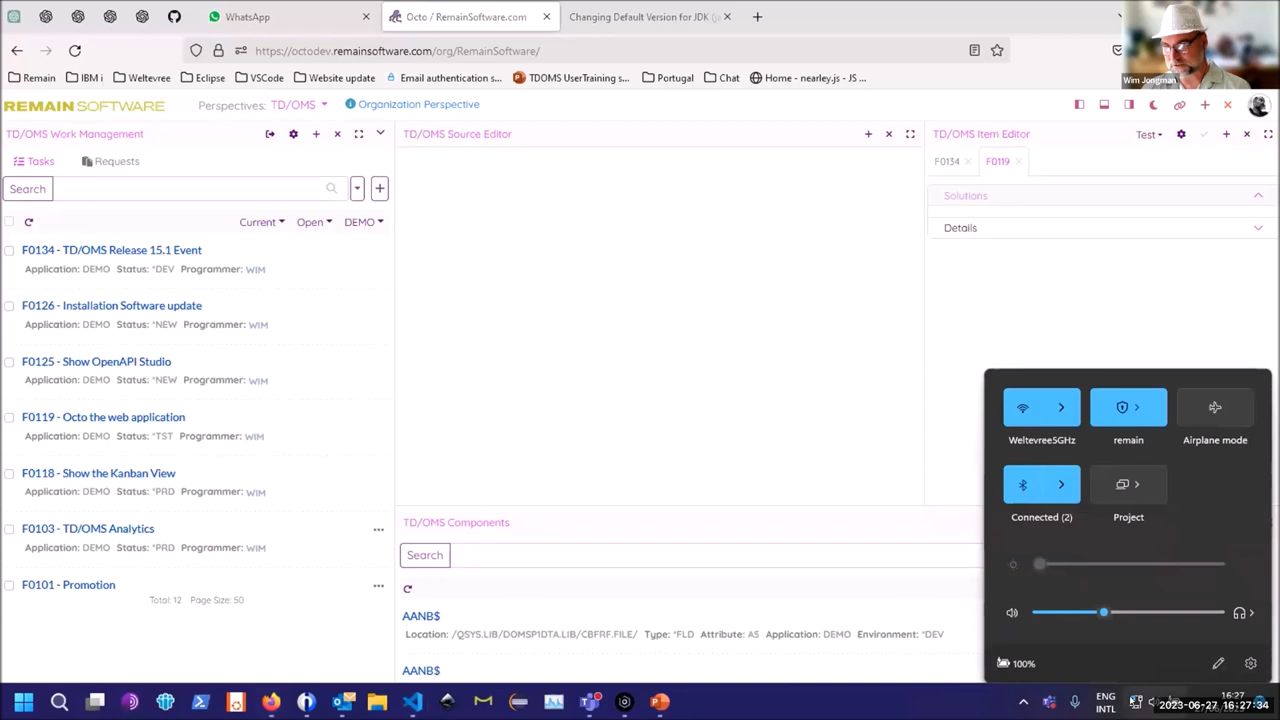 WhatsApp
Octo / RemainSoftware.com
Changing Default Version for JDK (j
https://octodev.remainsoftware.com/org/RemainSoftware/
Remain
IBM i
Weltevree
Eclipse
VSCode
Website update
Email authentication s...
TDOMS UserTraining s...
Portugal
Chat
Home - nearley.js - JS ...
Wim Jongman
REMAIN SOFTWARE
Perspectives: TD/OMS
Organization Perspective
TD/OMS Work Management
TD/OMS Source Editor
TD/OMS Item Editor
Test
Tasks
Requests
F0134
F0119
Search
Solutions
Current
Open
DEMO
Details
F0134 - TD/OMS Release 15.1 Event
Application: DEMO Status: *DEV Programmer: WIM
F0126 - Installation Software update
Application: DEMO Status: *NEW Programmer: WIM
F0125 - Show OpenAPI Studio
Application: DEMO Status: *NEW Programmer: WIM
F0119 - Octo the web application
Application: DEMO Status: *TST Programmer: WIM
F0118 - Show the Kanban View
Application: DEMO Status: *PRD Programmer: WIM
F0103 - TD/OMS Analytics
Application: DEMO Status: *PRD Programmer: WIM
F0101 - Promotion
Total: 12 Page Size: 50
TD/OMS Components
Search
AANB$
Location: /QSYS.LIB/DOMSP1DTA.LIB/CBFRF.FILE/ Type: *FLD Attribute: A5 Application: DEMO Environment: *DEV
AANB$
Weltevree5GHz
remain
Airplane mode
Connected (2)
Project
100%
ENG
INTL
16:27
2023-06-27 16:27:34